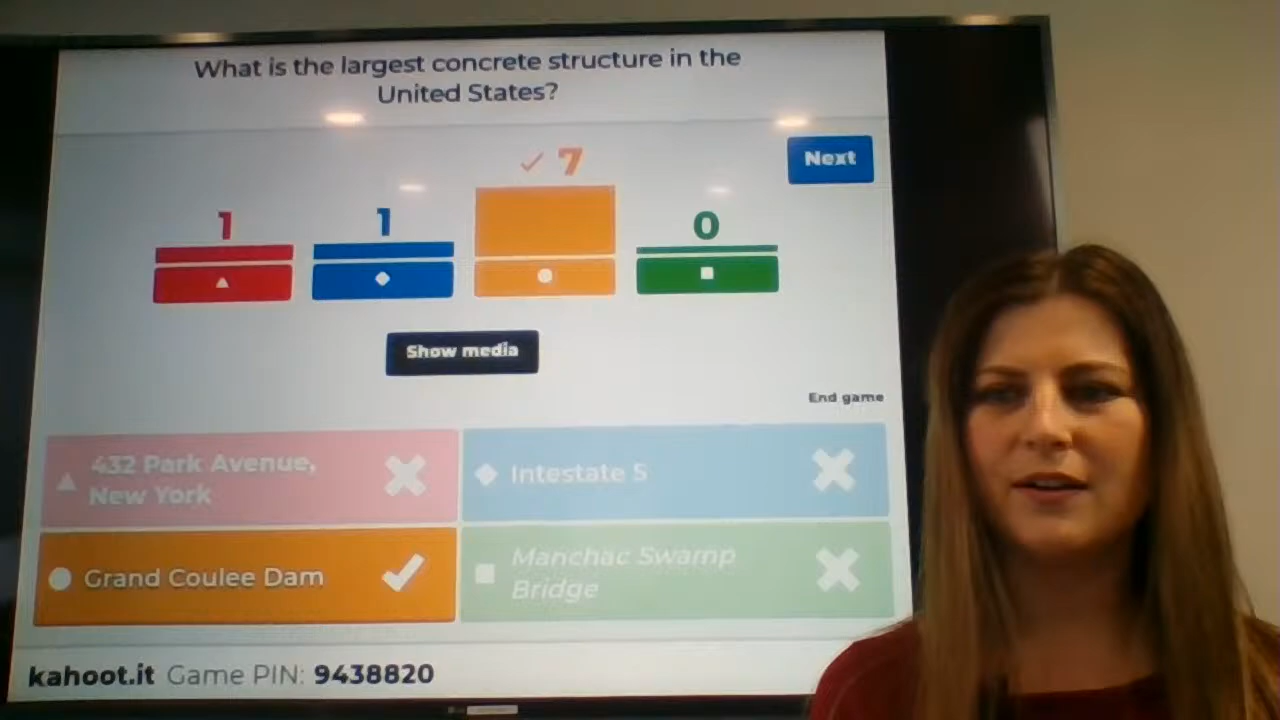 What is the largest concrete structure in the
United States?
7
Next
1
1
0
Show media
End game
432 Park Avenue,
New York
Intestate 5
Grand Coulee Dam
Manchac Swamp
Bridge
kahoot.it Game PIN: 9438820